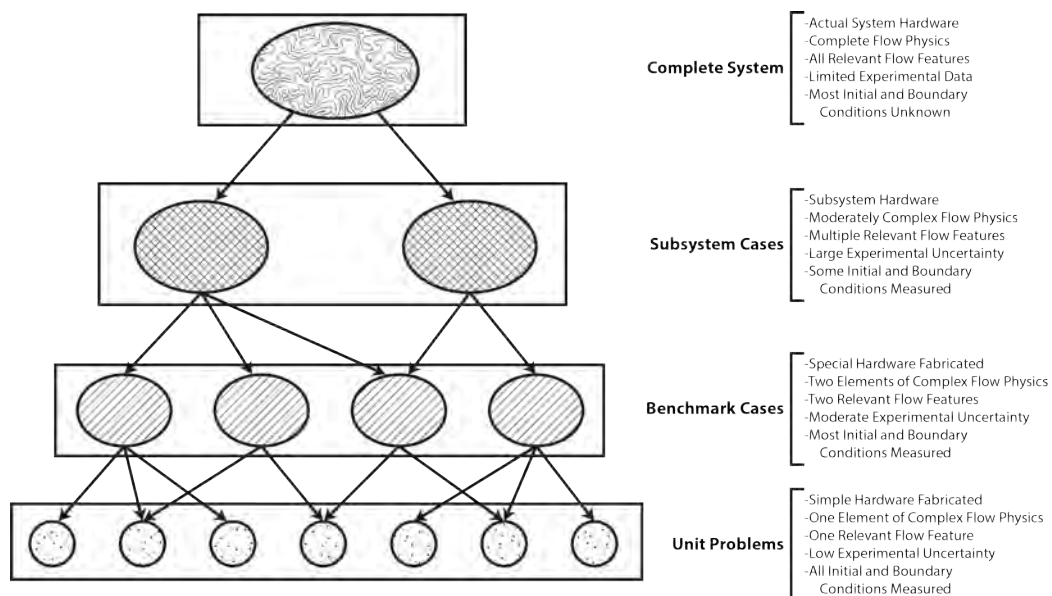 Complete System
-Actual System Hardware
-Complete Flow Physics
-All Relevant Flow Features
-Limited Experimental Data
-Most Initial and Boundary
Conditions Unknown
Subsystem Cases
-Subsystem Hardware
-Moderately Complex Flow Physics
-Multiple Relevant Flow Features
-Large Experimental Uncertainty
-Some Initial and Boundary
Conditions Measured
Benchmark Cases
-Special Hardware Fabricated
-Two Elements of Complex Flow Physics
-Two Relevant Flow Features
-Moderate Experimental Uncertainty
-Most Initial and Boundary
Conditions Measured
Unit Problems
-Simple Hardware Fabricated
-One Element of Complex Flow Physics
-One Relevant Flow Feature
-Low Experimental Uncertainty
-All Initial and Boundary
Conditions Measured